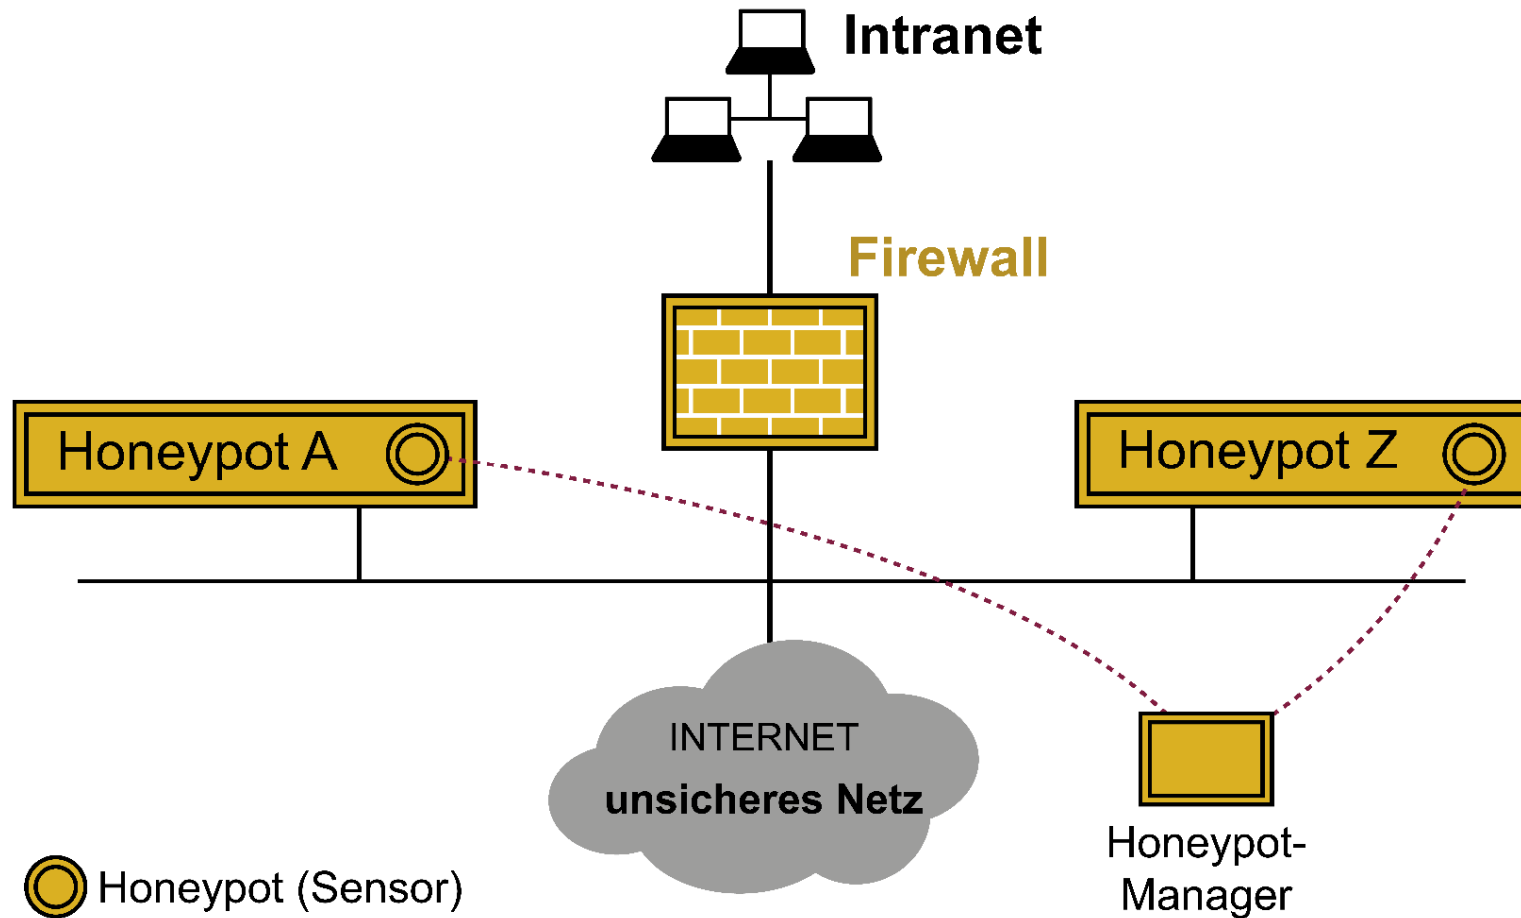 Intranet
Firewall
Honeypot A
Honeypot Z
INTERNET
unsicheres Netz
Honeypot-
Manager
Honeypot (Sensor)